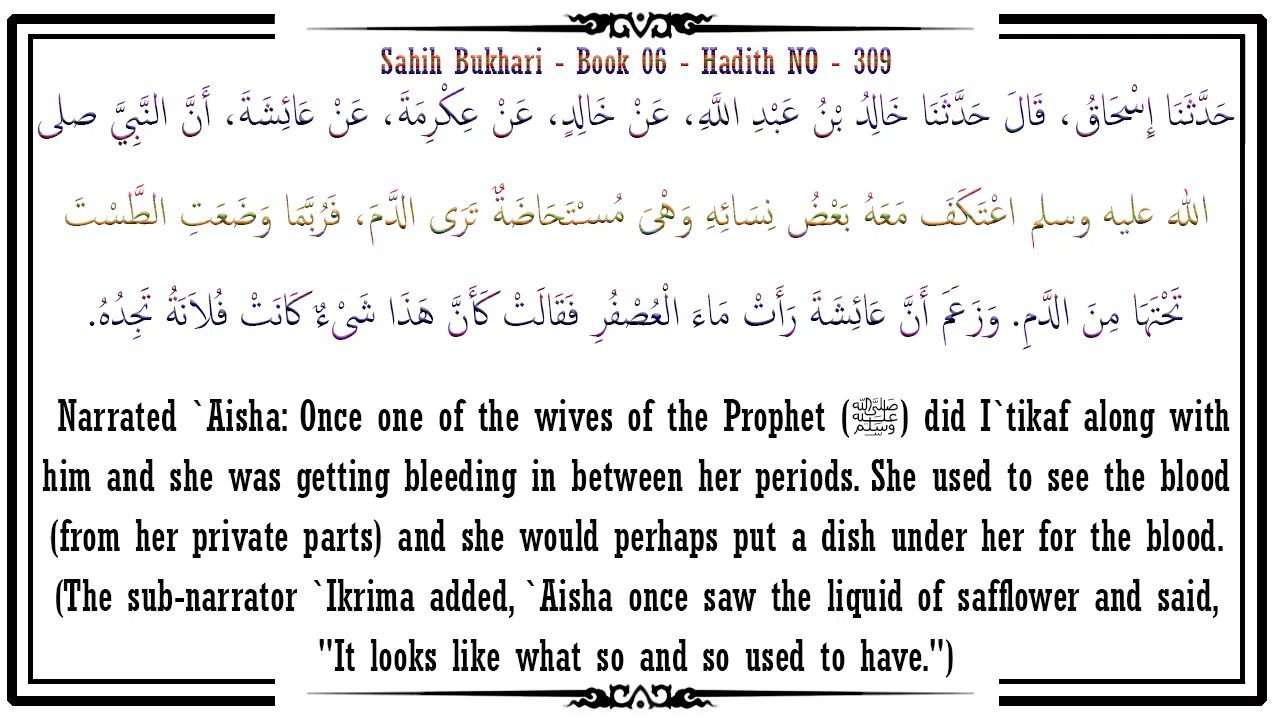 Sahih Bukhari - Book 06 - Hadith NO - 309
حَدَّثَنَا إِسْحَاقُ، قَالَ حَدَّثَنَا خَالِدُ بْنُ عَبْدِ اللَّهِ، عَنْ خَالِدٍ، عَنْ عِكْرِمَةَ، عَنْ عَائِشَةَ، أَنَّ النَّبِيَّ صلى
الله عليه وسلم اعْتَكَفَ مَعَهُ بَعْضُ نِسَائِهِ وَهْىَ مُسْتَحَاضَةٌ تَرَى الدَّمَ، فَرُبَّمَا وَضَعَتِ الطَّسْتَ
تَحْتَهَا مِنَ الدَّمِ. وَزَعَمَ أَنَّ عَائِشَةَ رَأَتْ مَاءَ الْعُصْفُرِ فَقَالَتْ كَأَنَّ هَذَا شَىْءٌ كَانَتْ فُلاَنَةُ تَجِدُهُ.
Narrated `Aisha: Once one of the wives of the Prophet (ﷺ) did I`tikaf along with
him and she was getting bleeding in between her periods. She used to see the blood
(from her private parts) and she would perhaps put a dish under her for the blood.
(The sub-narrator `Ikrima added, `Aisha once saw the liquid of safflower and said,
"It looks like what so and so used to have.")